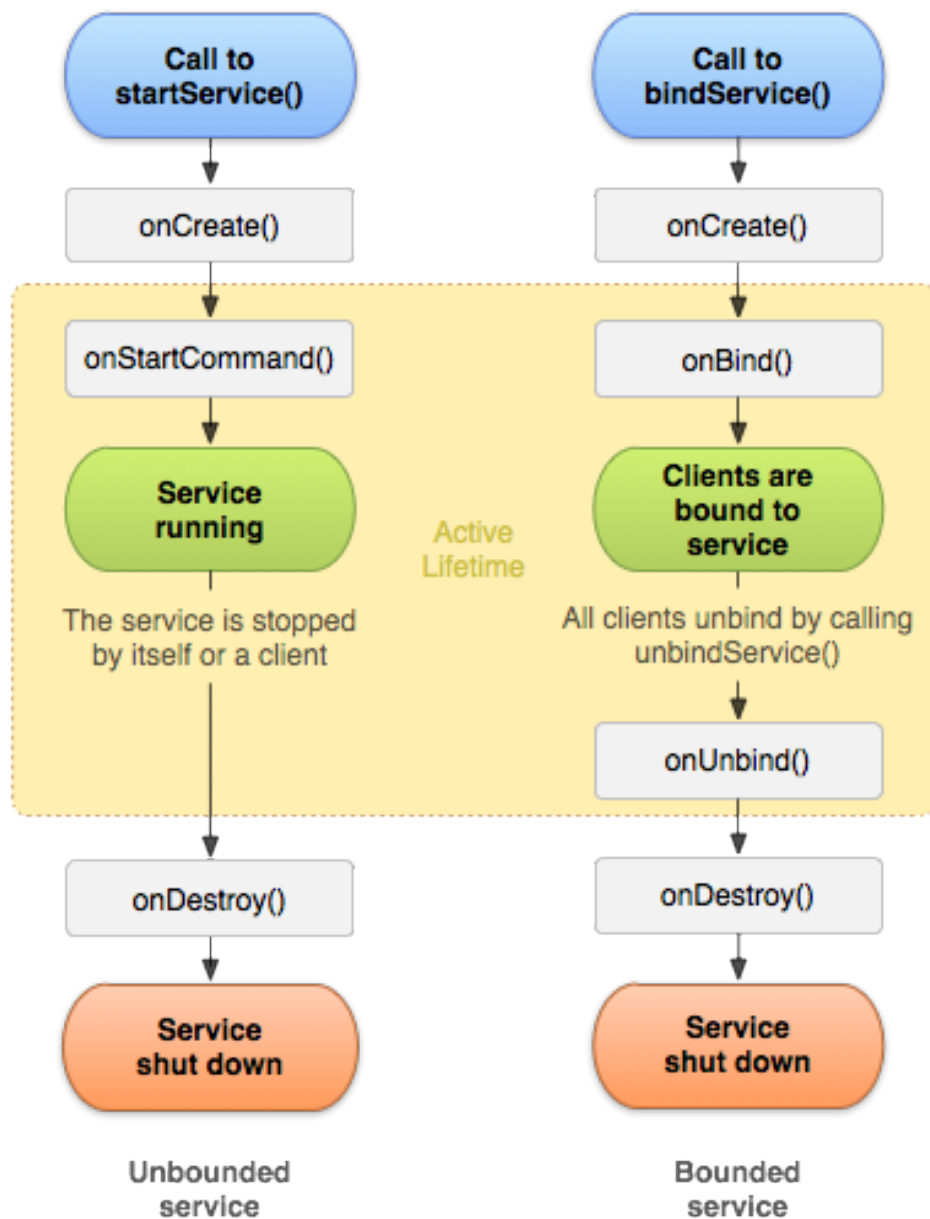 Call to
startService()
onCreate()
onStartCommand()
Service
running
The service is stopped
by itself or a client
onDestroy()
Service
shut down
Unbounded
service
Active
Lifetime
Call to
bindService()
onCreate()
onBind()
Clients are
bound to
service
All clients unbind by calling
unbindService()
onUnbind()
onDestroy()
Service
shut down
Bounded
service